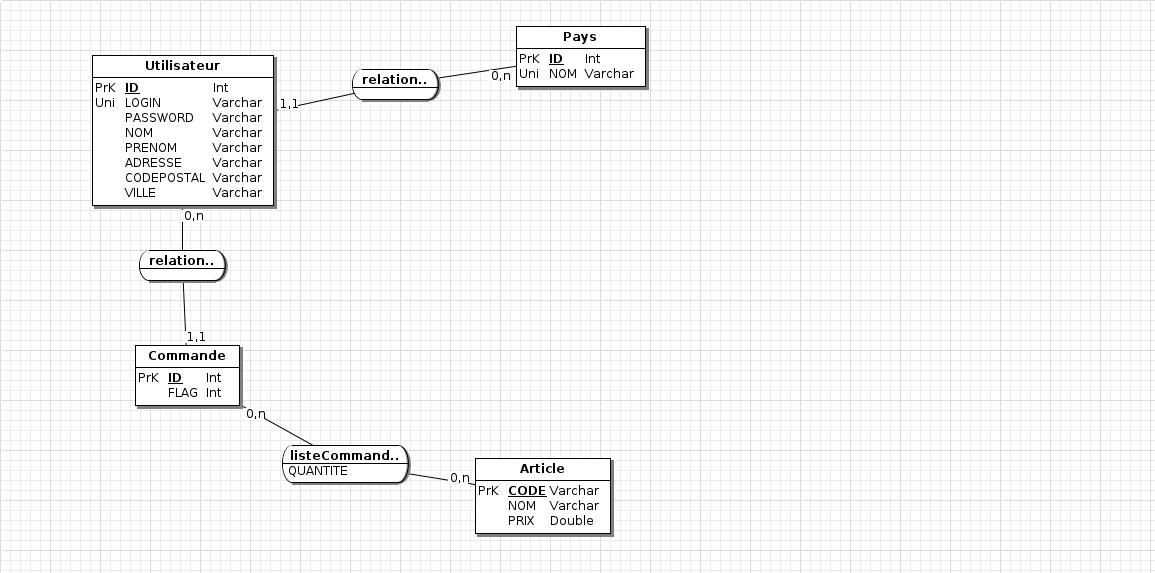 Pays
PrK ID Int
Uni NOM Varchar
relation..
0,n
1,1
Utilisateur
PrK ID Int
Uni LOGIN Varchar
PASSWORD Varchar
NOM Varchar
PRENOM Varchar
ADRESSE Varchar
CODEPOSTAL Varchar
VILLE Varchar
0,n
relation..
1,1
Commande
PrK ID Int
FLAG Int
0,n
listeCommand..
QUANTITE
0,n
Article
PrK CODE Varchar
NOM Varchar
PRIX Double